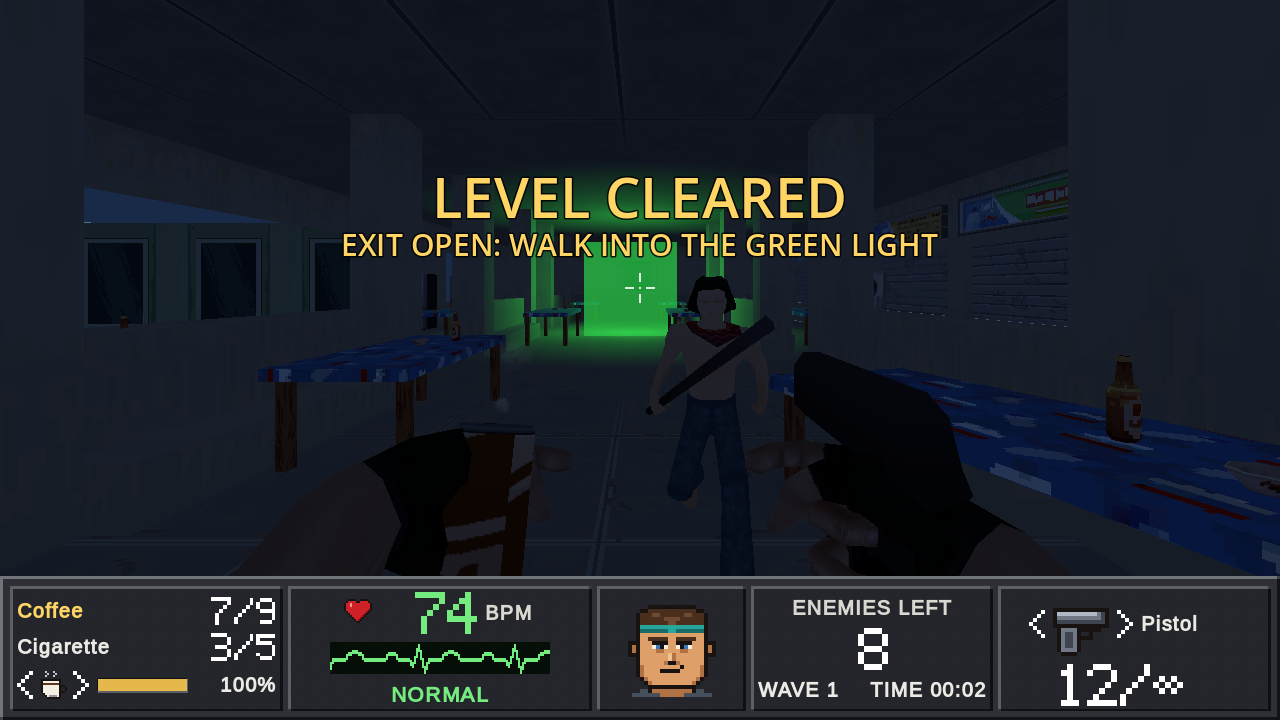 LEVEL CLEARED
EXIT OPEN: WALK INTO THE GREEN LIGHT
Coffee 7/9
Cigarette 3/5
100%
74 BPM
NORMAL
ENEMIES LEFT
8
WAVE 1 TIME 00:02
Pistol
12/∞